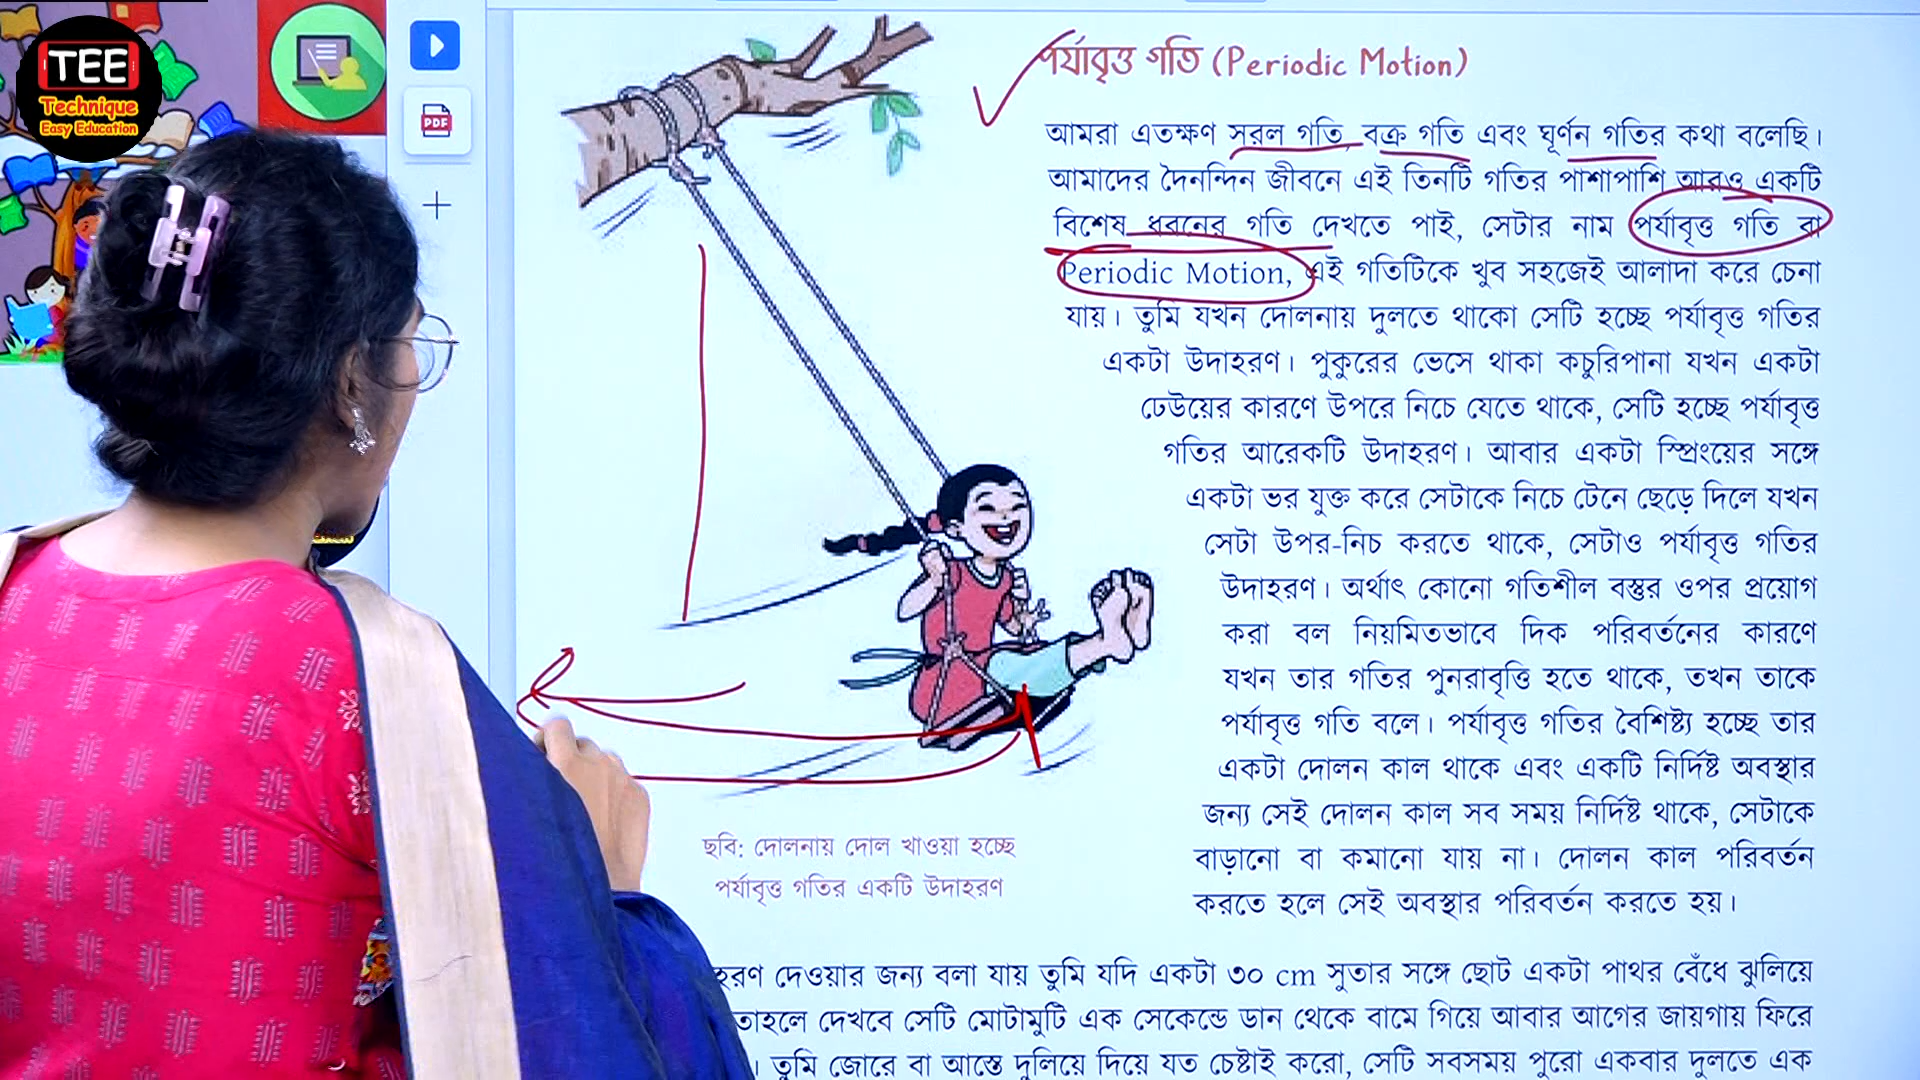 TEE
Technique
Easy Education
PDF
পর্যাবৃত্ত গতি (Periodic Motion)
আমরা এতক্ষণ সরল গতি, বক্র গতি এবং ঘূর্ণন গতির কথা বলেছি।
আমাদের দৈনন্দিন জীবনে এই তিনটি গতির পাশাপাশি আরও একটি
বিশেষ ধরনের গতি দেখতে পাই, সেটার নাম পর্যাবৃত্ত গতি বা
Periodic Motion, এই গতিটিকে খুব সহজেই আলাদা করে চেনা
যায়। তুমি যখন দোলনায় দুলতে থাকো সেটি হচ্ছে পর্যাবৃত্ত গতির
একটা উদাহরণ। পুকুরের ভেসে থাকা কচুরিপানা যখন একটা
ঢেউয়ের কারণে উপরে নিচে যেতে থাকে, সেটি হচ্ছে পর্যাবৃত্ত
গতির আরেকটি উদাহরণ। আবার একটা স্প্রিংয়ের সঙ্গে
একটা ভর যুক্ত করে সেটাকে নিচে টেনে ছেড়ে দিলে যখন
সেটা উপর-নিচ করতে থাকে, সেটাও পর্যাবৃত্ত গতির
উদাহরণ। অর্থাৎ কোনো গতিশীল বস্তুর ওপর প্রয়োগ
করা বল নিয়মিতভাবে দিক পরিবর্তনের কারণে
যখন তার গতির পুনরাবৃত্তি হতে থাকে, তখন তাকে
পর্যাবৃত্ত গতি বলে। পর্যাবৃত্ত গতির বৈশিষ্ট্য হচ্ছে তার
একটা দোলন কাল থাকে এবং একটি নির্দিষ্ট অবস্থার
জন্য সেই দোলন কাল সব সময় নির্দিষ্ট থাকে, সেটাকে
বাড়ানো বা কমানো যায় না। দোলন কাল পরিবর্তন
করতে হলে সেই অবস্থার পরিবর্তন করতে হয়।
ছবি: দোলনায় দোল খাওয়া হচ্ছে
পর্যাবৃত্ত গতির একটি উদাহরণ
দেওয়ার জন্য বলা যায় তুমি যদি একটা ৩০ cm সুতার সঙ্গে ছোট একটা পাথর বেঁধে ঝুলিয়ে
তাহলে দেখবে সেটি মোটামুটি এক সেকেন্ডে ডান থেকে বামে গিয়ে আবার আগের জায়গায় ফিরে
। তুমি জোরে বা আস্তে দুলিয়ে দিয়ে যত চেষ্টাই করো, সেটি সবসময় পুরো একবার দুলতে এক